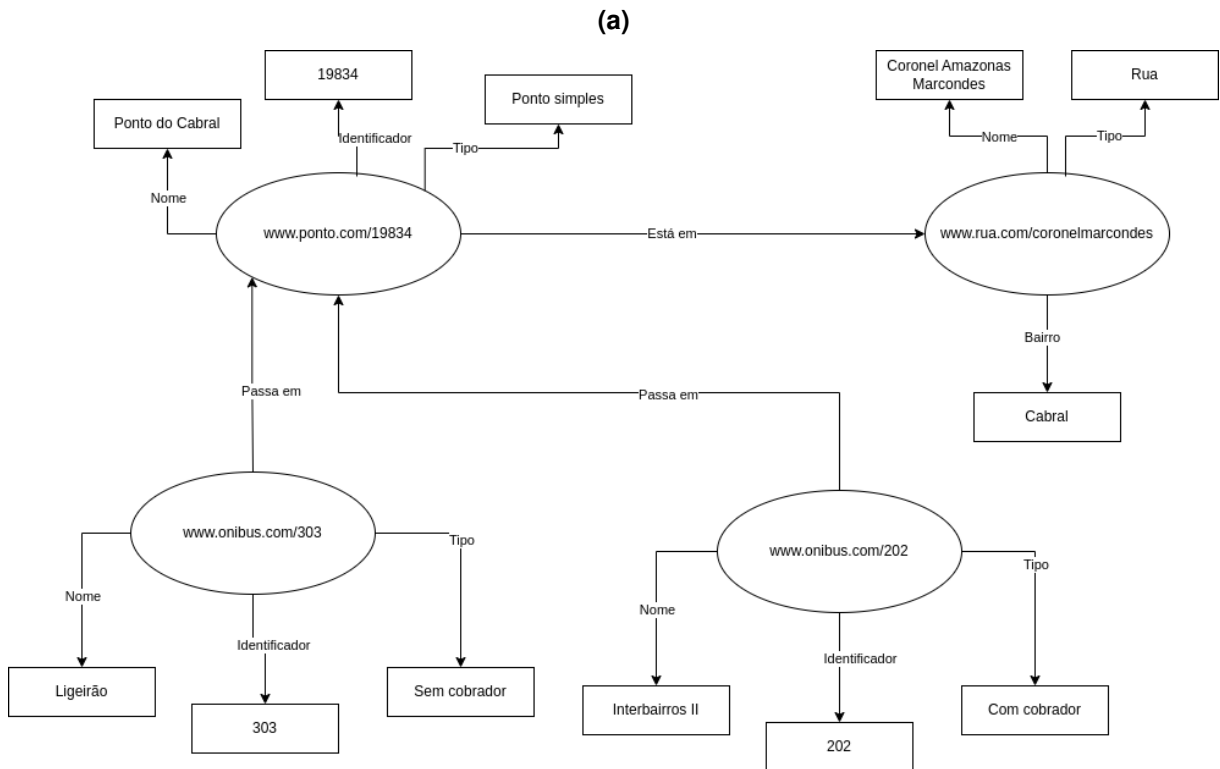 (a)
19834
Coronel Amazonas
Marcondes
Rua
Ponto simples
Ponto do Cabral
Identificador
Nome
Tipo
Tipo
Nome
www.ponto.com/19834
Está em
www.rua.com/coronelmarcondes
Bairro
Passa em
Passa em
Cabral
www.onibus.com/303
Tipo
www.onibus.com/202
Tipo
Nome
Nome
Identificador
Identificador
Ligeirão
Sem cobrador
Interbairros II
Com cobrador
303
202